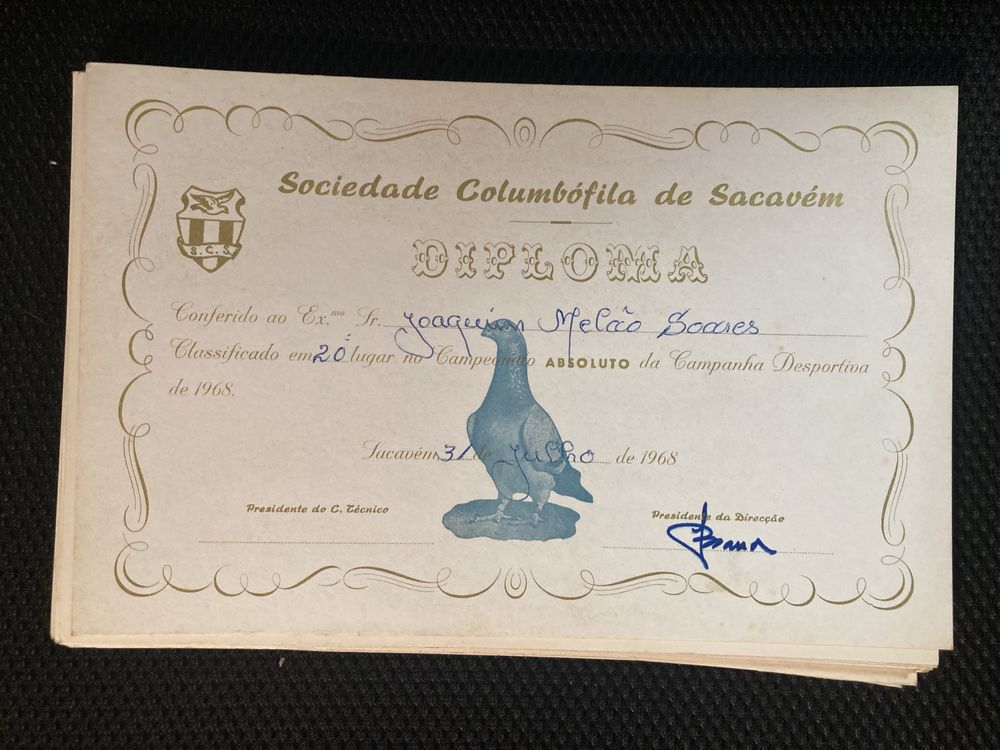 Sociedade Columbófila de Sacavém
S. C. S.
DIPLOMA
Conferido ao Ex.mo Sr. Joaquim Melão Soares
Classificado em 20º lugar no Campeonato ABSOLUTO da Campanha Desportiva
de 1968.
Sacavém, 31 de Julho de 1968
Presidente do C. Técnico
Presidente da Direcção